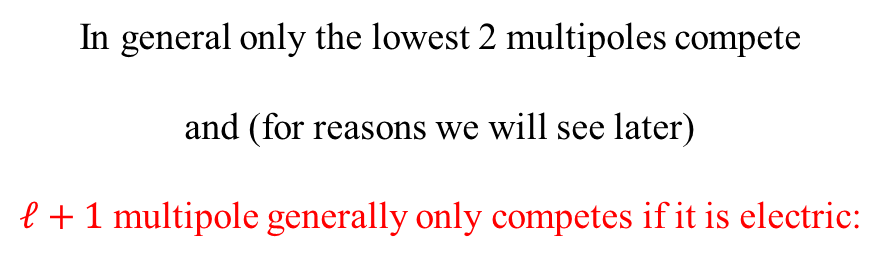 In general only the lowest 2 multipoles compete
and (for reasons we will see later)
ℓ + 1 multipole generally only competes if it is electric: